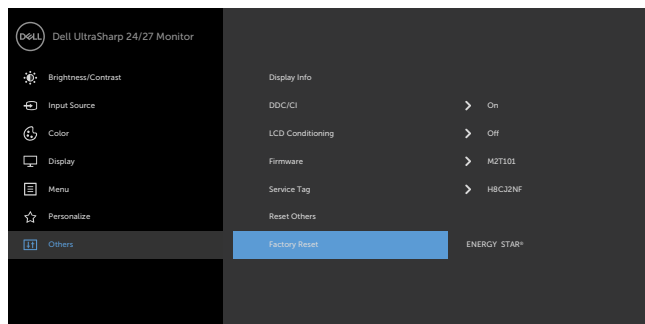 DELL Dell UltraSharp 24/27 Monitor
Brightness/Contrast Display Info
Input Source DDC/CI On
Color LCD Conditioning Off
Display Firmware M2T101
Menu Service Tag H8CJ2NF
Personalize Reset Others
Others Factory Reset ENERGY STAR®